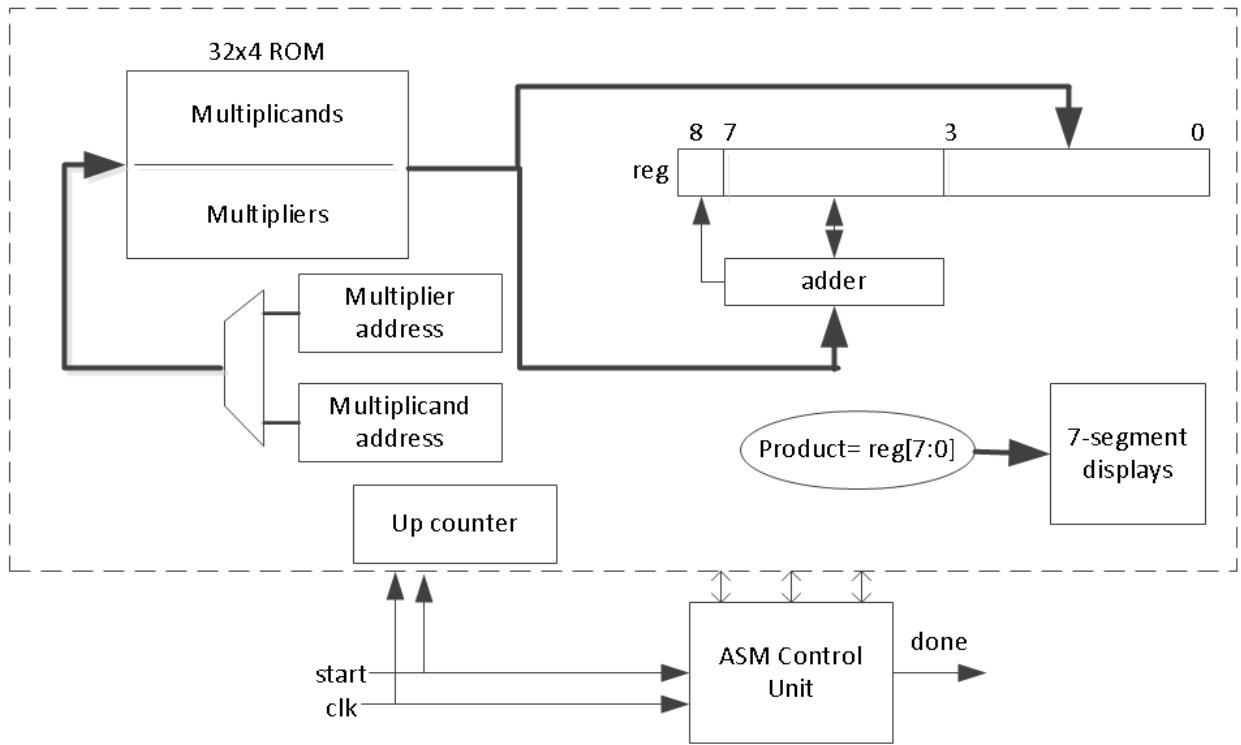 32x4 ROM
Multiplicands
Multipliers
8 7 3 0
reg
adder
Multiplier
address
Multiplicand
address
Product= reg[7:0]
7-segment
displays
Up counter
ASM Control
Unit
done
start
clk